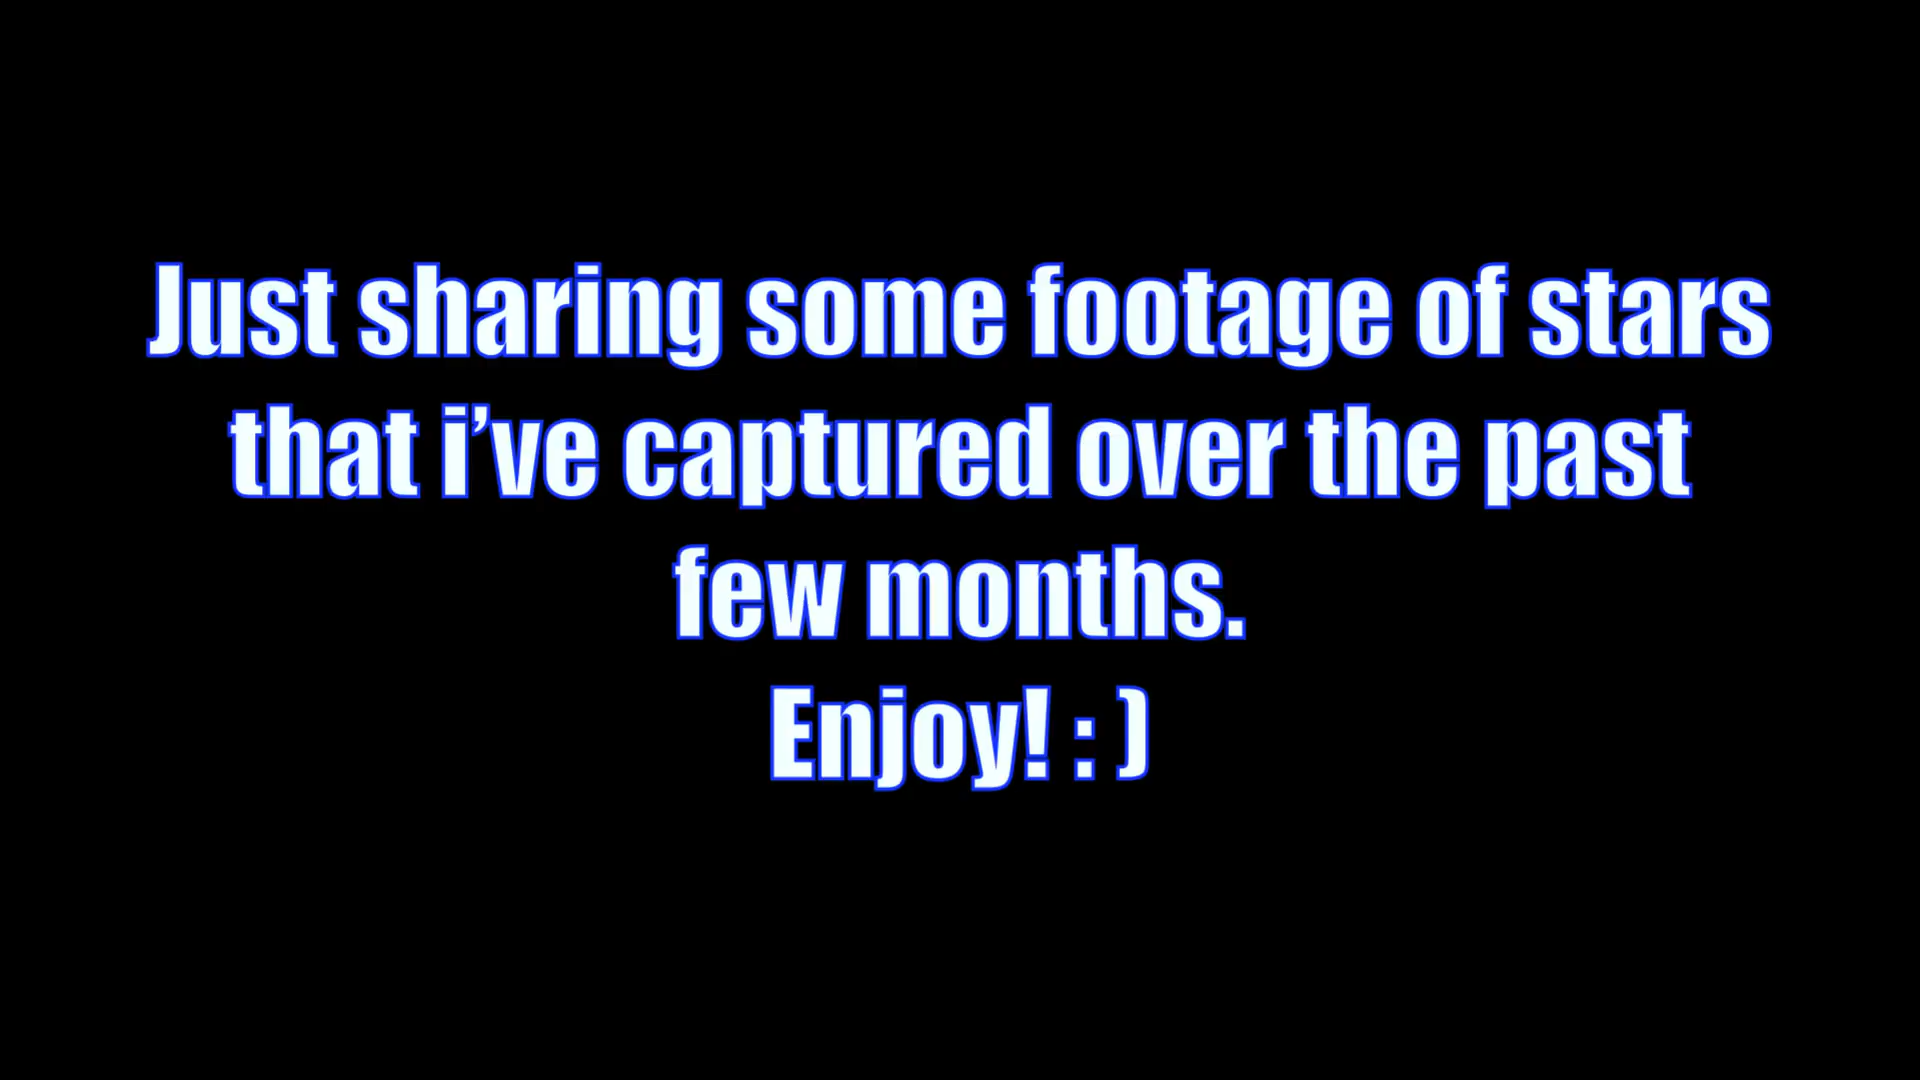 Just sharing some footage of stars
that i’ve captured over the past
few months.
Enjoy! : )